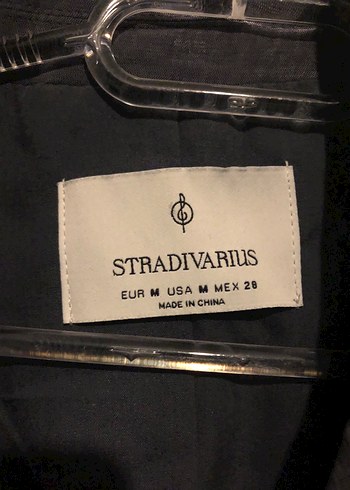 STRADIVARIUS
EUR M USA M MEX 28
MADE IN CHINA